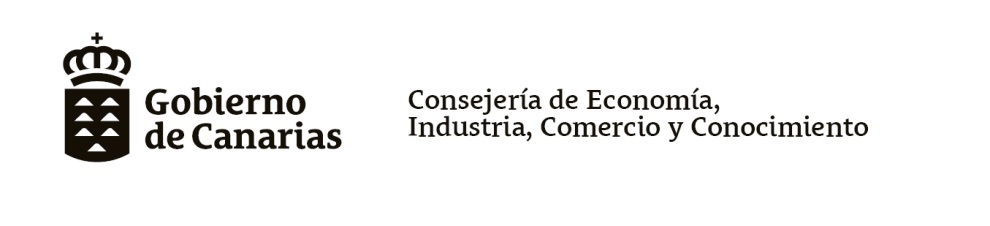 Gobierno
de Canarias
Consejería de Economía,
Industria, Comercio y Conocimiento